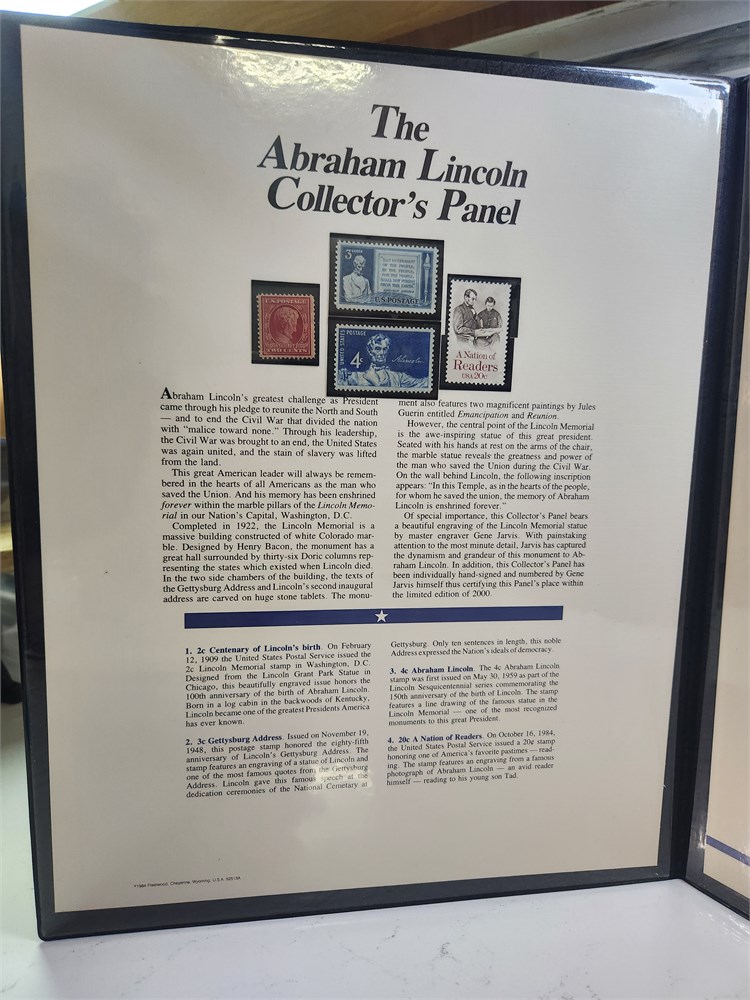 The
Abraham Lincoln
Collector's Panel
3 CENTS
THAT GOVERNMENT
OF THE PEOPLE,
BY THE PEOPLE,
FOR THE PEOPLE,
SHALL NOT PERISH
FROM THE EARTH
U.S. POSTAGE
U.S. POSTAGE
TWO CENTS
UNITED STATES
POSTAGE
4¢
Lincoln
A Nation of
Readers
USA 20c
Abraham Lincoln's greatest challenge as President
came through his pledge to reunite the North and South
— and to end the Civil War that divided the nation
with "malice toward none." Through his leadership,
the Civil War was brought to an end, the United States
was again united, and the stain of slavery was lifted
from the land.
This great American leader will always be remem-
bered in the hearts of all Americans as the man who
saved the Union. And his memory has been enshrined
forever within the marble pillars of the Lincoln Memo-
rial in our Nation's Capital, Washington, D.C.
Completed in 1922, the Lincoln Memorial is a
massive building constructed of white Colorado mar-
ble. Designed by Henry Bacon, the monument has a
great hall surrounded by thirty-six Doric columns rep-
resenting the states which existed when Lincoln died.
In the two side chambers of the building, the texts of
the Gettysburg Address and Lincoln's second inaugural
address are carved on huge stone tablets. The monu-
ment also features two magnificent paintings by Jules
Guerin entitled Emancipation and Reunion.
However, the central point of the Lincoln Memorial
is the awe-inspiring statue of this great president.
Seated with his hands at rest on the arms of the chair,
the marble statue reveals the greatness and power of
the man who saved the Union during the Civil War.
On the wall behind Lincoln, the following inscription
appears: "In this Temple, as in the hearts of the people,
for whom he saved the union, the memory of Abraham
Lincoln is enshrined forever."
Of special importance, this Collector's Panel bears
a beautiful engraving of the Lincoln Memorial statue
by master engraver Gene Jarvis. With painstaking
attention to the most minute detail, Jarvis has captured
the dynamism and grandeur of this monument to Ab-
raham Lincoln. In addition, this Collector's Panel has
been individually hand-signed and numbered by Gene
Jarvis himself thus certifying this Panel's place within
the limited edition of 2000.
1. 2c Centenary of Lincoln's birth. On February
12, 1909 the United States Postal Service issued the
2c Lincoln Memorial stamp in Washington, D.C.
Designed from the Lincoln Grant Park Statue in
Chicago, this beautifully engraved issue honors the
100th anniversary of the birth of Abraham Lincoln.
Born in a log cabin in the backwoods of Kentucky,
Lincoln became one of the greatest Presidents America
has ever known.
2. 3c Gettysburg Address. Issued on November 19,
1948, this postage stamp honored the eighty-fifth
anniversary of Lincoln's Gettysburg Address. The
stamp features an engraving of a statue of Lincoln and
one of the most famous quotes from the Gettysburg
Address. Lincoln gave this famous speech at the
dedication ceremonies of the National Cemetary at
Gettysburg. Only ten sentences in length, this noble
Address expressed the Nation's ideals of democracy.
3. 4c Abraham Lincoln. The 4c Abraham Lincoln
stamp was first issued on May 30, 1959 as part of the
Lincoln Sesquicentennial series commemorating the
150th anniversary of the birth of Lincoln. The stamp
features a line drawing of the famous statue in the
Lincoln Memorial — one of the most recognized
monuments to this great President.
4. 20c A Nation of Readers. On October 16, 1984,
the United States Postal Service issued a 20c stamp
honoring one of America's favorite pastimes — read-
ing. The stamp features an engraving from a famous
photograph of Abraham Lincoln — an avid reader
himself — reading to his young son Tad.
Fleetwood, Cheyenne, Wyoming, U.S.A.